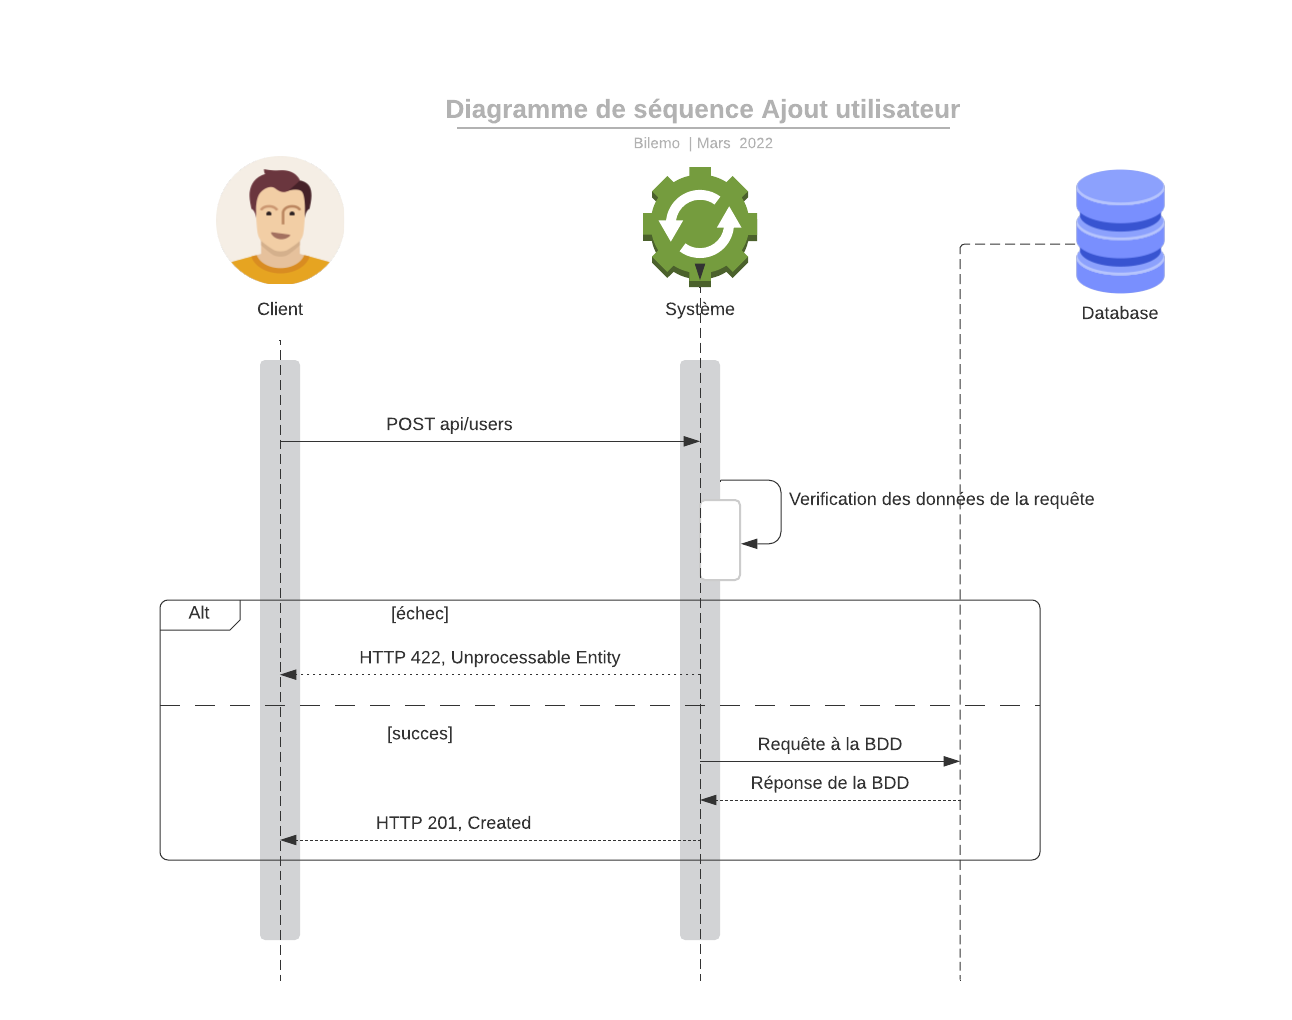 Diagramme de séquence Ajout utilisateur
Bilemo | Mars 2022
Client
Système
Database
POST api/users
Verification des données de la requête
Alt
[échec]
HTTP 422, Unprocessable Entity
[succes]
Requête à la BDD
Réponse de la BDD
HTTP 201, Created